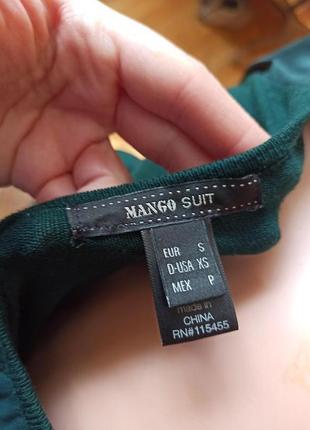 MANGO SUIT
EUR S
D-USA XS
MEX P
made in
CHINA
RN#115455